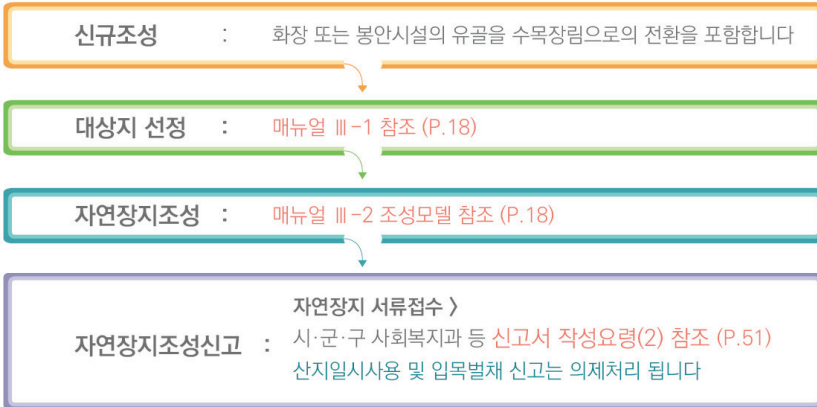 신규조성 : 화장 또는 봉안시설의 유골을 수목장림으로의 전환을 포함합니다
대상지 선정 : 매뉴얼 Ⅲ-1 참조 (P.18)
자연장지조성 : 매뉴얼 Ⅲ-2 조성모델 참조 (P.18)
자연장지 서류접수 〉
자연장지조성신고 : 시·군·구 사회복지과 등 신고서 작성요령(2) 참조 (P.51)
산지일시사용 및 입목벌채 신고는 의제처리 됩니다